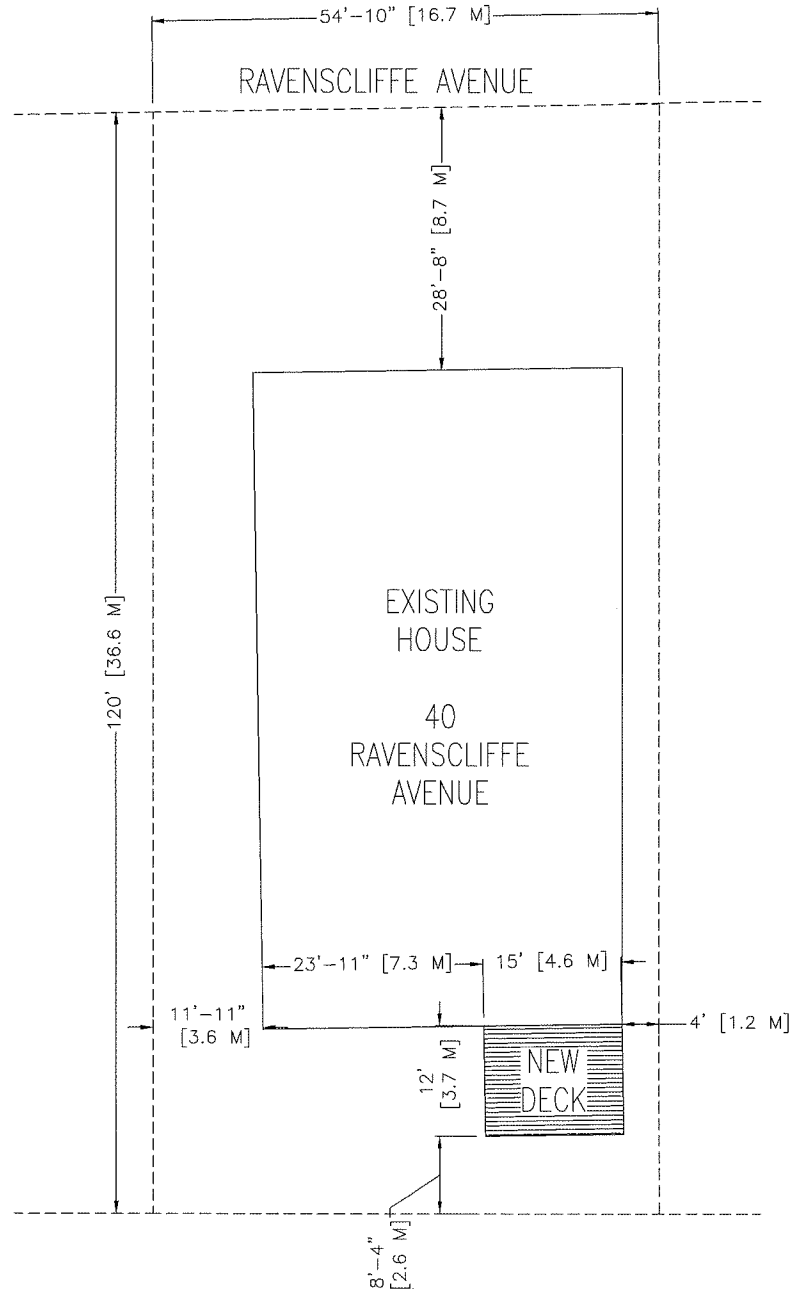 54'-10" [16.7 M]
RAVENSCLIFFE AVENUE
28'-8" [8.7 M]
120' [36.6 M]
EXISTING
HOUSE
40
RAVENSCLIFFE
AVENUE
23'-11" [7.3 M]
15' [4.6 M]
11'-11"
[3.6 M]
4' [1.2 M]
12'
[3.7 M]
NEW
DECK
8'-4"
[2.6 M]